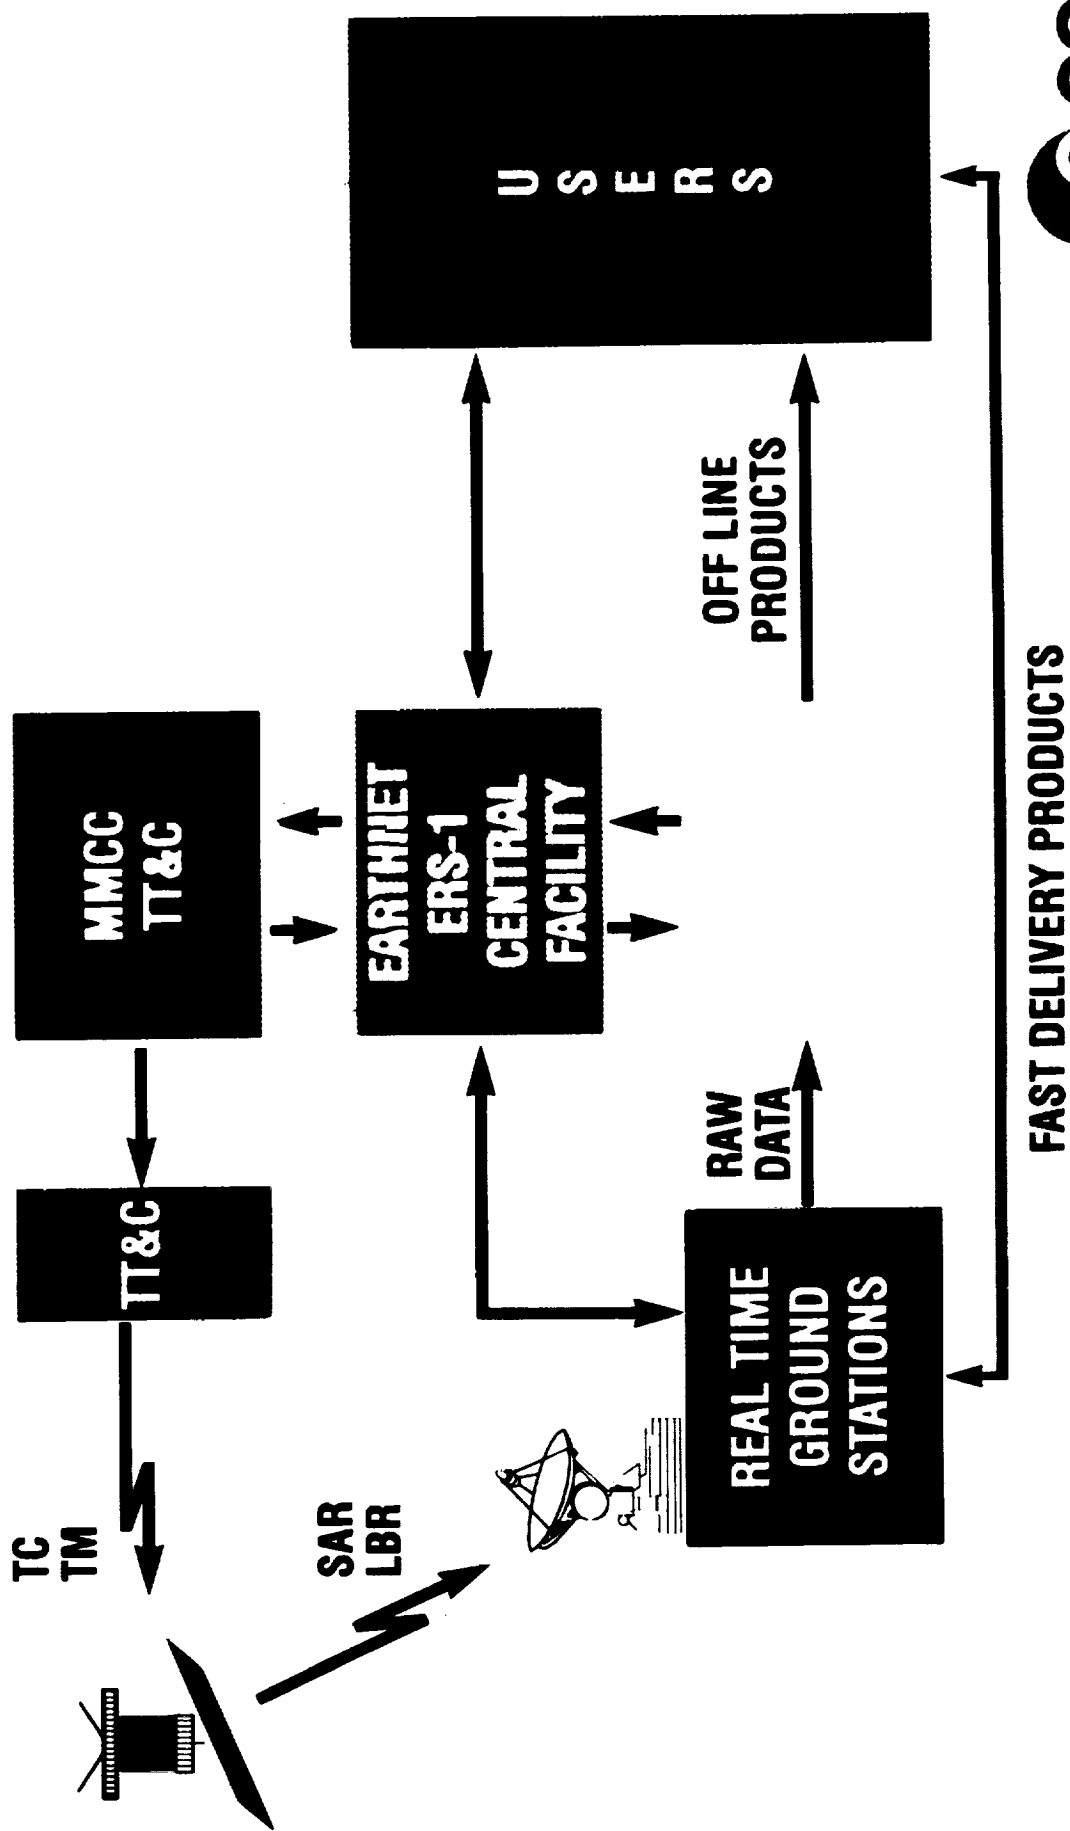 TC
TM
TT&C
MMCC
TT&C
SAR
LBR
EARTHNET
ERS-1
CENTRAL
FACILITY
USERS
REAL TIME
GROUND
STATIONS
RAW
DATA
OFF LINE
PRODUCTS
FAST DELIVERY PRODUCTS